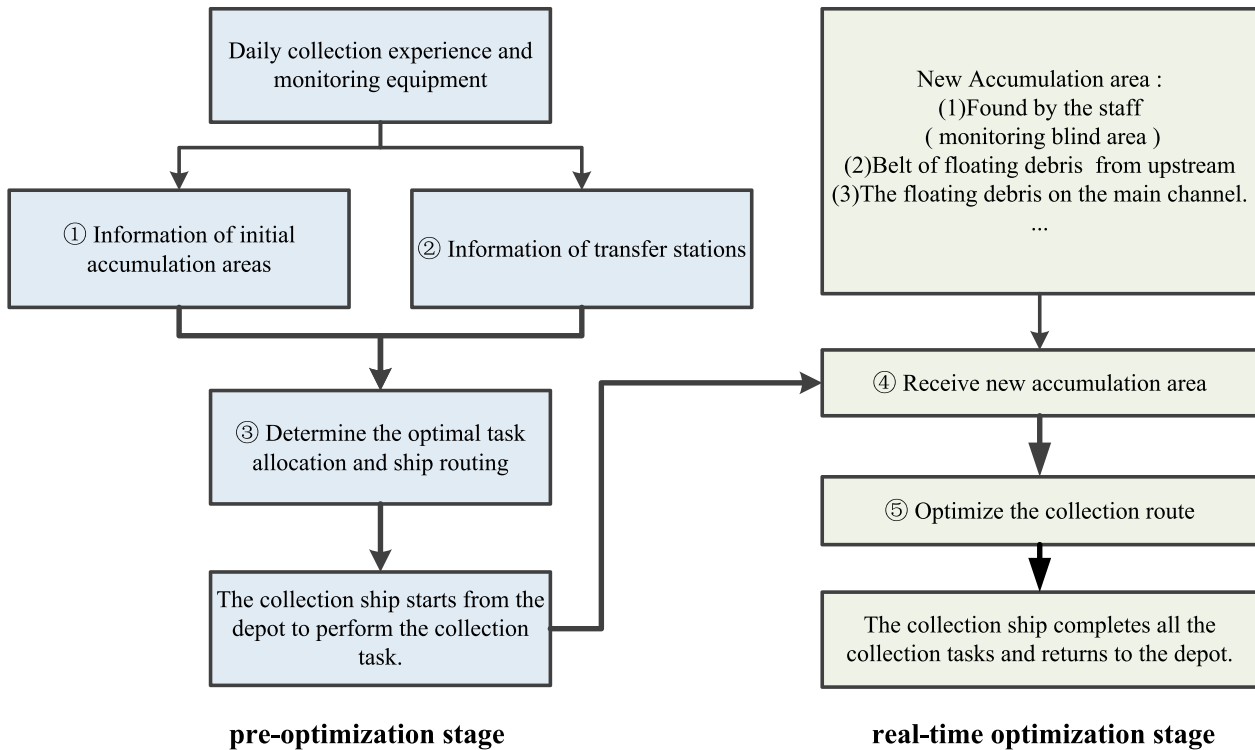 Daily collection experience and
monitoring equipment
① Information of initial
accumulation areas
② Information of transfer stations
③ Determine the optimal task
allocation and ship routing
The collection ship starts from the
depot to perform the collection
task.
pre-optimization stage
New Accumulation area :
(1)Found by the staff
( monitoring blind area )
(2)Belt of floating debris from upstream
(3)The floating debris on the main channel.
...
④ Receive new accumulation area
⑤ Optimize the collection route
The collection ship completes all the
collection tasks and returns to the depot.
real-time optimization stage